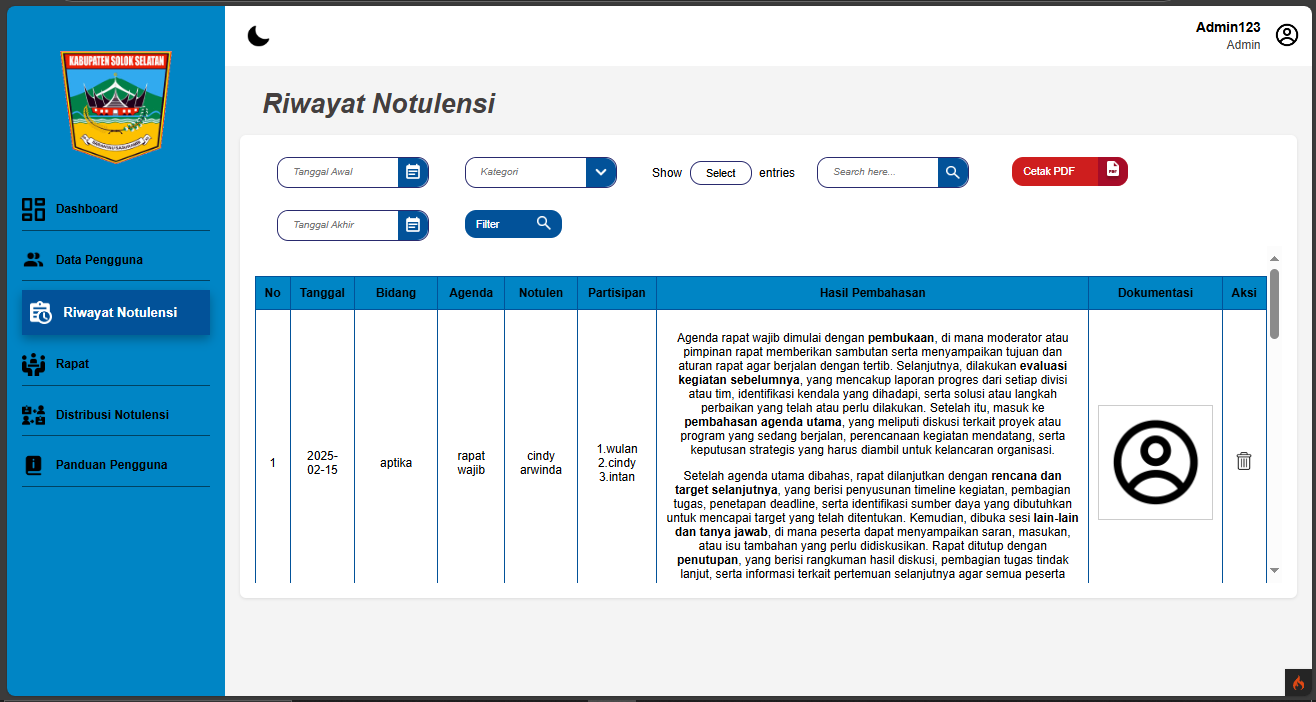 KABUPATEN SOLOK SELATAN
Admin123
Admin
Riwayat Notulensi
Tanggal Awal
Kategori
Show
Select
entries
Search here...
Cetak PDF
PDF
Tanggal Akhir
Filter
Dashboard
Data Pengguna
Riwayat Notulensi
Rapat
Distribusi Notulensi
Panduan Pengguna
No Tanggal Bidang Agenda Notulen Partisipan Hasil Pembahasan Dokumentasi Aksi
1
2025-
02-15
aptika
rapat
wajib
cindy
arwinda
1.wulan
2.cindy
3.intan
Agenda rapat wajib dimulai dengan pembukaan, di mana moderator atau
pimpinan rapat memberikan sambutan serta menyampaikan tujuan dan
aturan rapat agar berjalan dengan tertib. Selanjutnya, dilakukan evaluasi
kegiatan sebelumnya, yang mencakup laporan progres dari setiap divisi
atau tim, identifikasi kendala yang dihadapi, serta solusi atau langkah
perbaikan yang telah atau perlu dilakukan. Setelah itu, masuk ke
pembahasan agenda utama, yang meliputi diskusi terkait proyek atau
program yang sedang berjalan, perencanaan kegiatan mendatang, serta
keputusan strategis yang harus diambil untuk kelancaran organisasi.
Setelah agenda utama dibahas, rapat dilanjutkan dengan rencana dan
target selanjutnya, yang berisi penyusunan timeline kegiatan, pembagian
tugas, penetapan deadline, serta identifikasi sumber daya yang dibutuhkan
untuk mencapai target yang telah ditentukan. Kemudian, dibuka sesi lain-lain
dan tanya jawab, di mana peserta dapat menyampaikan saran, masukan,
atau isu tambahan yang perlu didiskusikan. Rapat ditutup dengan
penutupan, yang berisi rangkuman hasil diskusi, pembagian tugas tindak
lanjut, serta informasi terkait pertemuan selanjutnya agar semua peserta